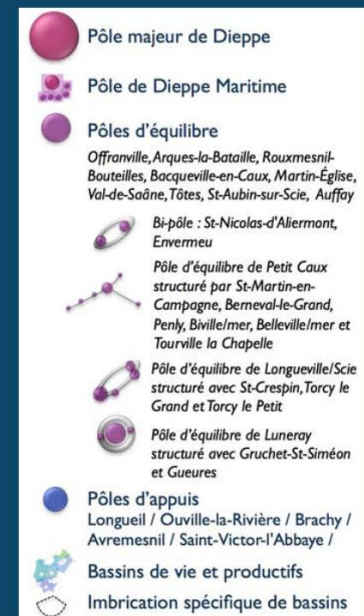 Pôle majeur de Dieppe
Pôle de Dieppe Maritime
Pôles d'équilibre
Offranville, Arques-la-Bataille, Rouxmesnil-
Bouteilles, Bacqueville-en-Caux, Martin-Église,
Val-de-Saâne, Tôtes, St-Aubin-sur-Scie, Auffay
Bi-pôle : St-Nicolas-d'Aliermont,
Envermeu
Pôle d'équilibre de Petit Caux
structuré par St-Martin-en-
Campagne, Berneval-le-Grand,
Penly, Biville/mer, Belleville/mer et
Tourville la Chapelle
Pôle d'équilibre de Longueville/Scie
structuré avec St-Crespin, Torcy le
Grand et Torcy le Petit
Pôle d'équilibre de Luneray
structuré avec Gruchet-St-Siméon
et Gueures
Pôles d'appuis
Longueil / Ouville-la-Rivière / Brachy /
Avremesnil / Saint-Victor-l'Abbaye /
Bassins de vie et productifs
Imbrication spécifique de bassins